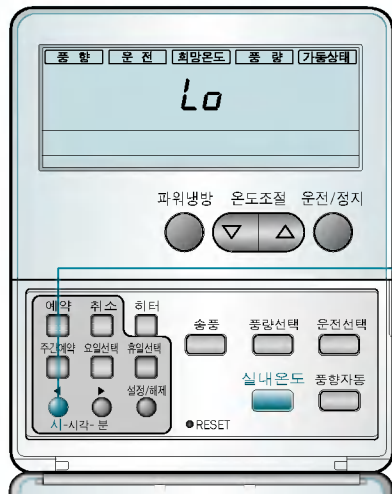 풍 향 운 전 희망온도 풍 량 가동상태
Lo
파워냉방 온도조절 운전/정지
▽ △
예약 취소 히터
송풍 풍량선택 운전선택
주간예약 요일선택 휴일선택
실내온도 풍향자동
◀ ▶ 설정/해제
시-시각-분
RESET